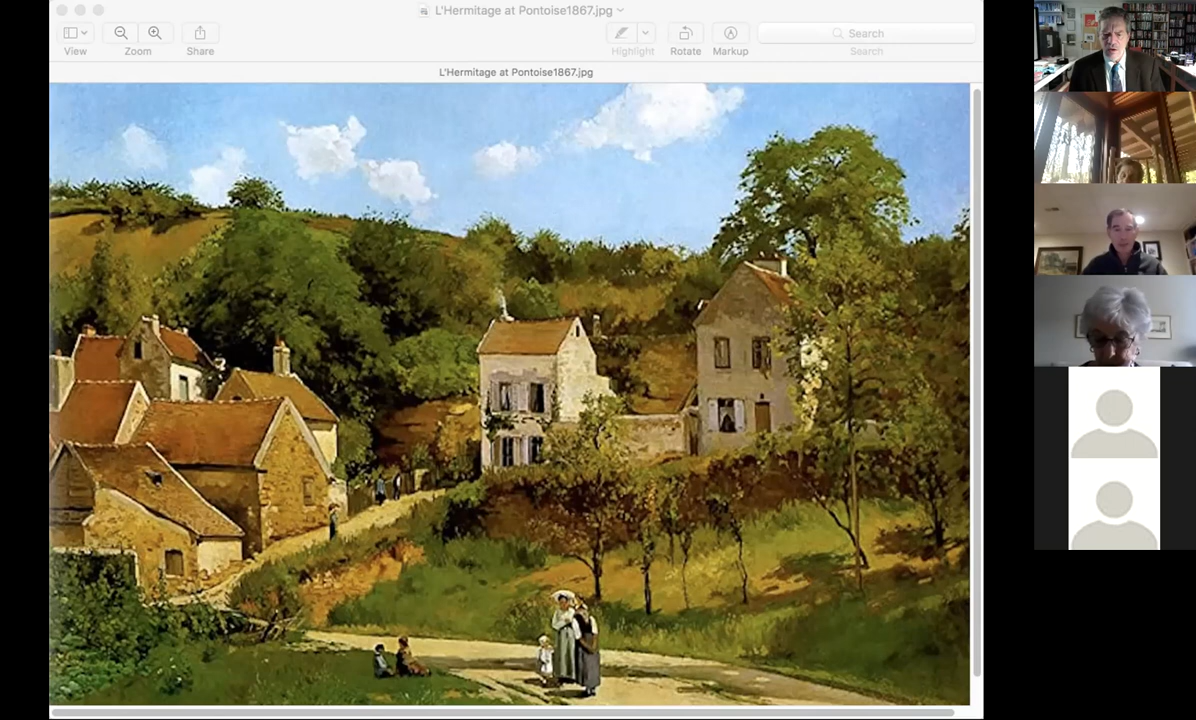 L'Hermitage at Pontoise1867.jpg
Search
View
Zoom
Share
Highlight
Rotate
Markup
Search
L'Hermitage at Pontoise1867.jpg